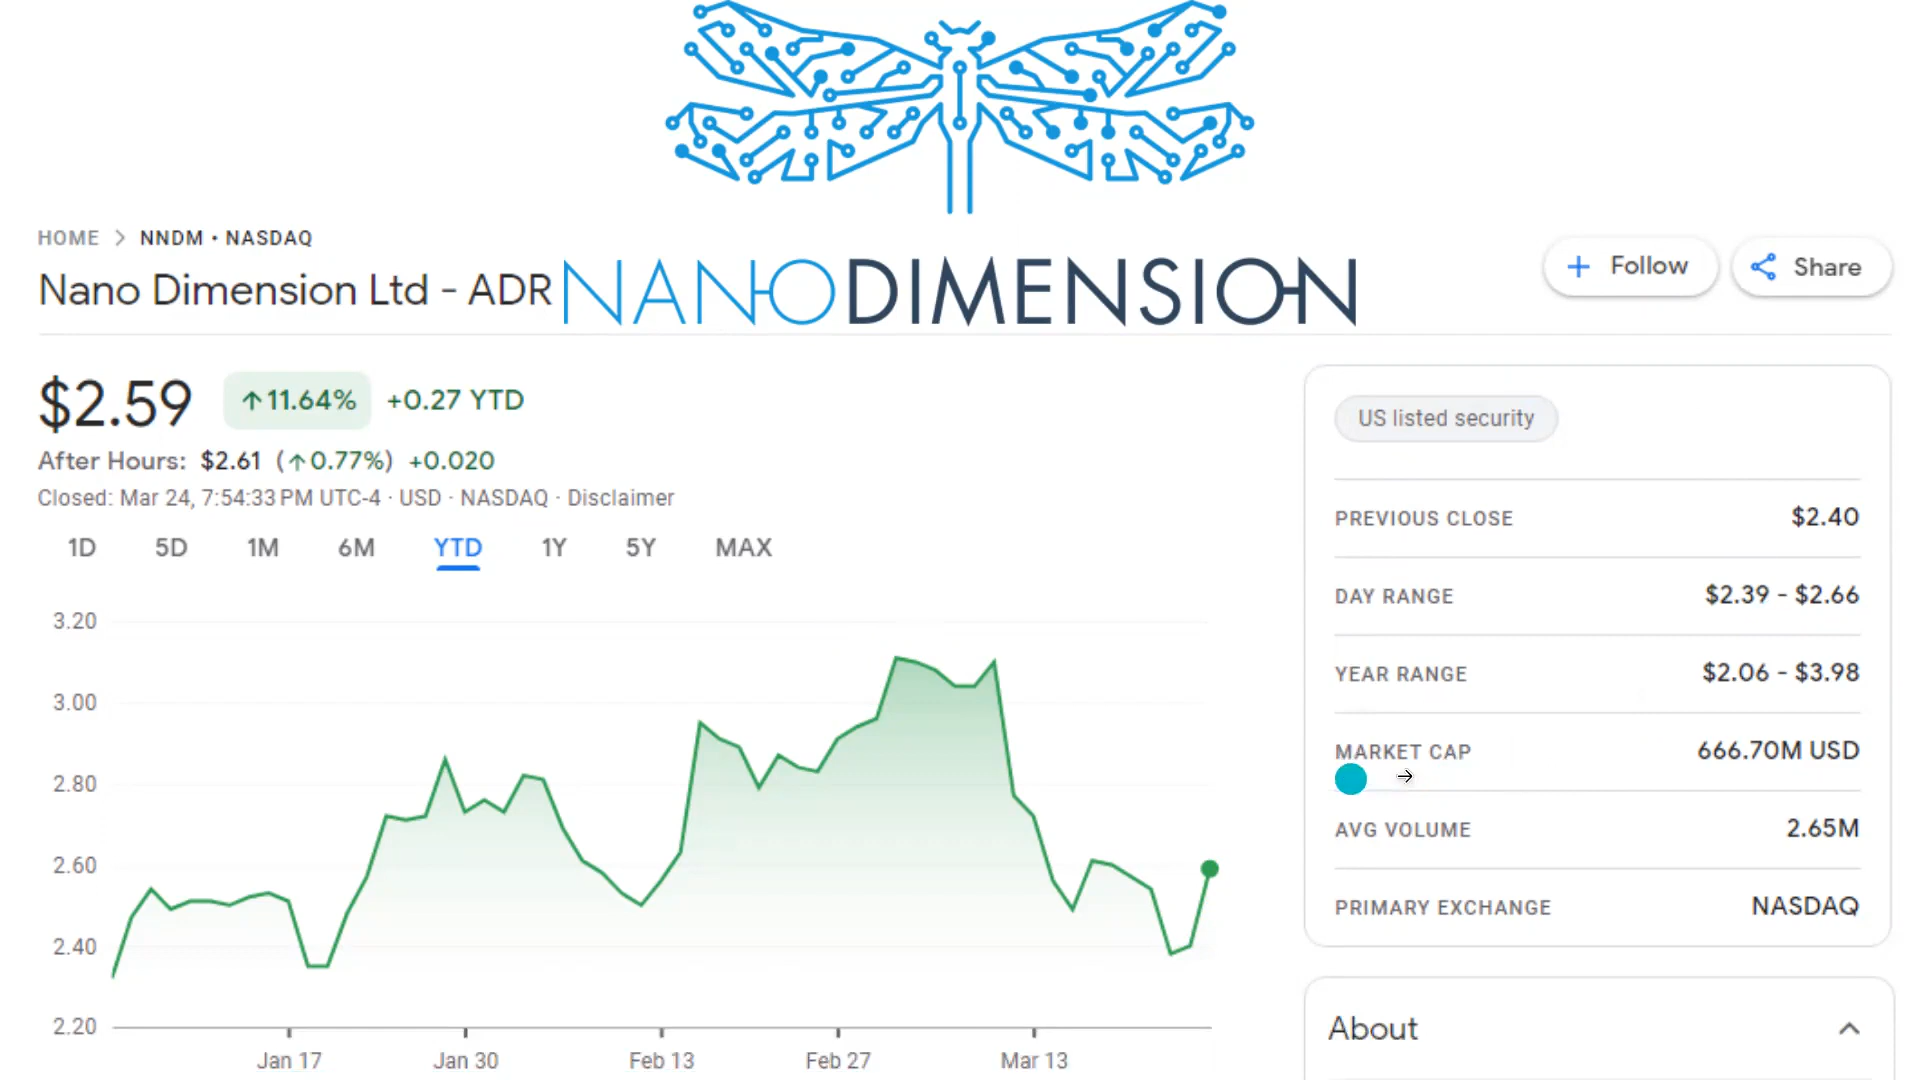 HOME > NNDM • NASDAQ
Nano Dimension Ltd - ADR
NANODIMENSION
Follow
Share
$2.59 ↑11.64% +0.27 YTD
After Hours: $2.61 (↑0.77%) +0.020
Closed: Mar 24, 7:54:33 PM UTC-4 · USD · NASDAQ · Disclaimer
1D 5D 1M 6M YTD 1Y 5Y MAX
3.20
3.00
2.80
2.60
2.40
2.20
Jan 17 Jan 30 Feb 13 Feb 27 Mar 13
US listed security
PREVIOUS CLOSE $2.40
DAY RANGE $2.39 - $2.66
YEAR RANGE $2.06 - $3.98
MARKET CAP 666.70M USD
AVG VOLUME 2.65M
PRIMARY EXCHANGE NASDAQ
About